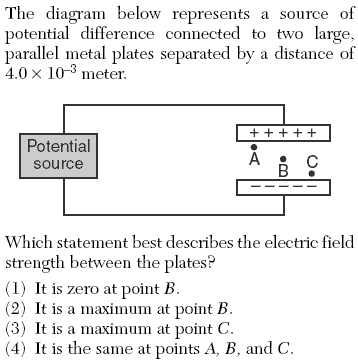 The diagram below represents a source of
potential difference connected to two large,
parallel metal plates separated by a distance of
4.0 × 10⁻³ meter.
Potential
source
+ + + + +
A
B
C
– – – – –
Which statement best describes the electric field
strength between the plates?
(1) It is zero at point B.
(2) It is a maximum at point B.
(3) It is a maximum at point C.
(4) It is the same at points A, B, and C.